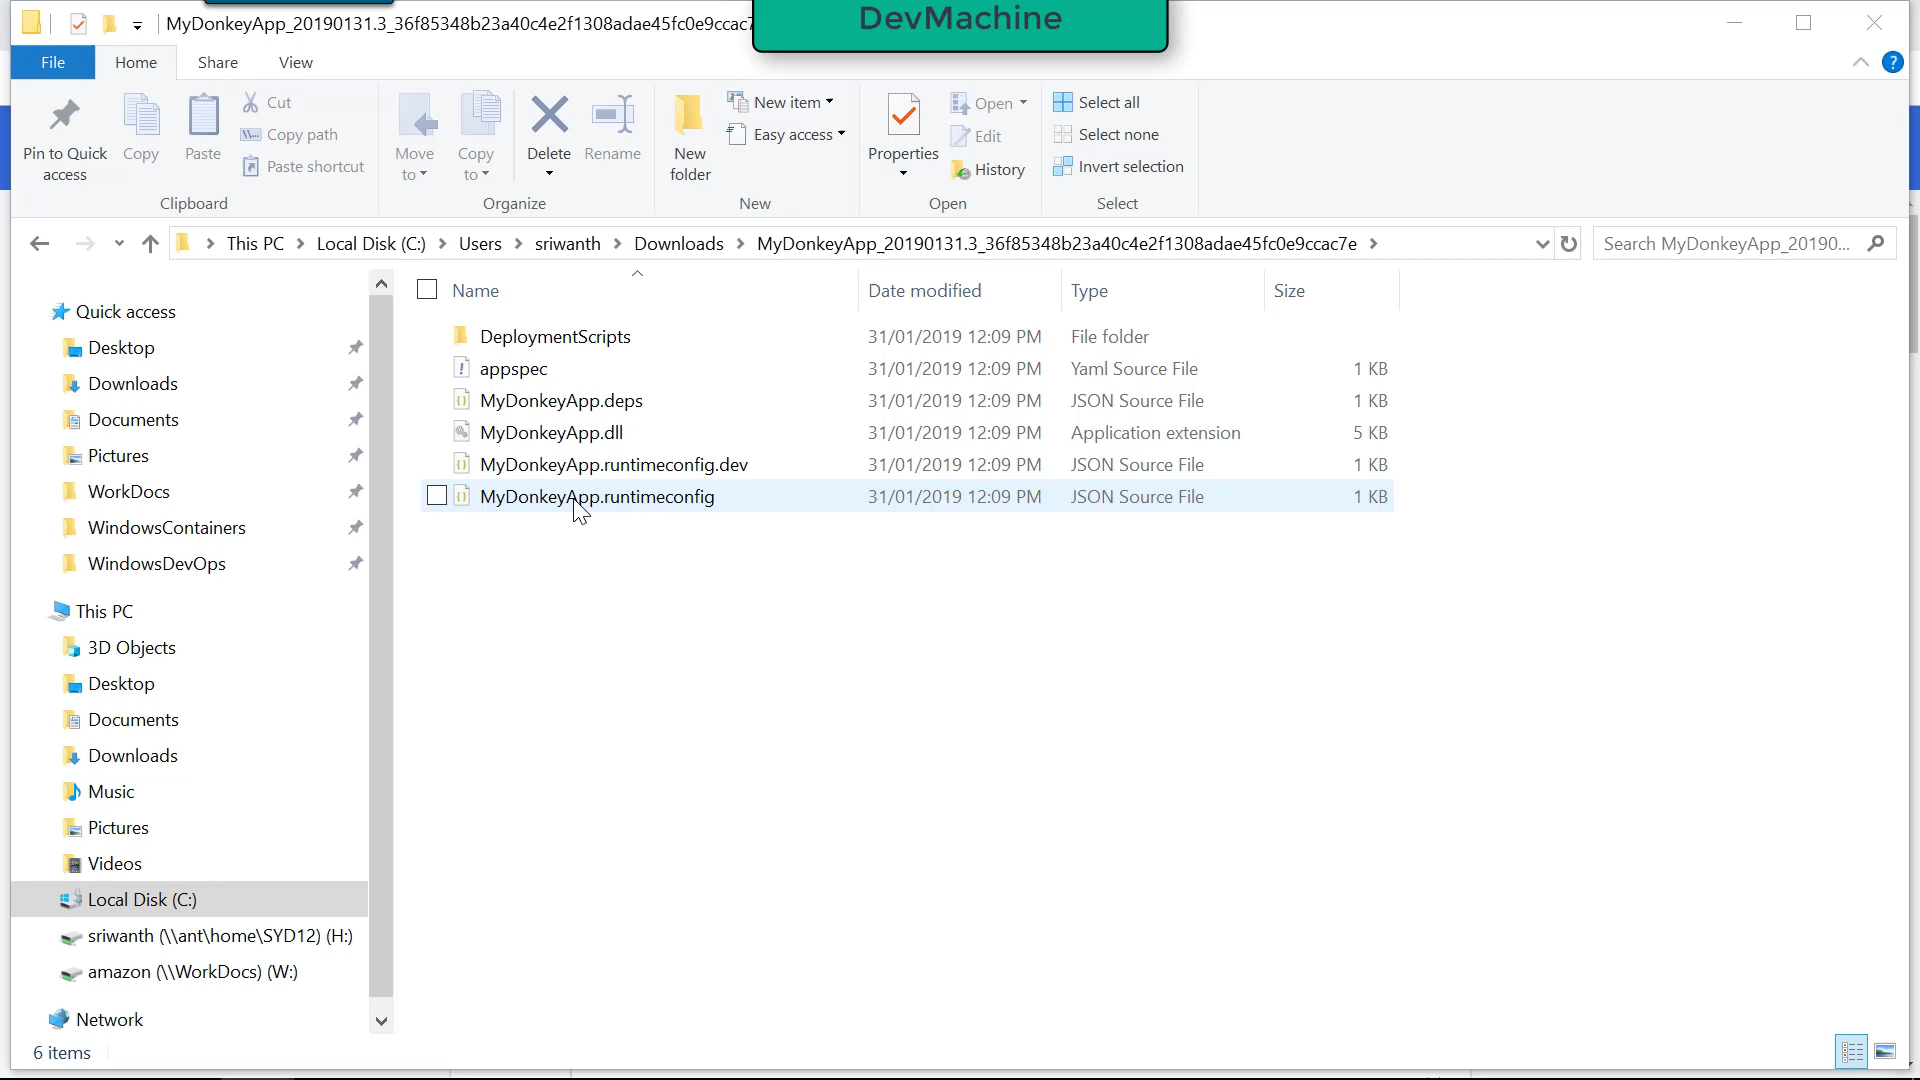 MyDonkeyApp_20190131.3_36f85348b23a40c4e2f1308adae45fc0e9ccac7
DevMachine
File Home Share View
?
Pin to Quick access
Copy
Paste
Cut
Copy path
Paste shortcut
Clipboard
Move to
Copy to
Delete
Rename
Organize
New folder
New item
Easy access
New
Properties
Open
Edit
History
Open
Select all
Select none
Invert selection
Select
This PC > Local Disk (C:) > Users > sriwanth > Downloads > MyDonkeyApp_20190131.3_36f85348b23a40c4e2f1308adae45fc0e9ccac7e >
Search MyDonkeyApp_20190...
Quick access
Desktop
Downloads
Documents
Pictures
WorkDocs
WindowsContainers
WindowsDevOps
This PC
3D Objects
Desktop
Documents
Downloads
Music
Pictures
Videos
Local Disk (C:)
sriwanth (\\ant\home\SYD12) (H:)
amazon (\\WorkDocs) (W:)
Network
Name Date modified Type Size
DeploymentScripts 31/01/2019 12:09 PM File folder
appspec 31/01/2019 12:09 PM Yaml Source File 1 KB
MyDonkeyApp.deps 31/01/2019 12:09 PM JSON Source File 1 KB
MyDonkeyApp.dll 31/01/2019 12:09 PM Application extension 5 KB
MyDonkeyApp.runtimeconfig.dev 31/01/2019 12:09 PM JSON Source File 1 KB
MyDonkeyApp.runtimeconfig 31/01/2019 12:09 PM JSON Source File 1 KB
6 items